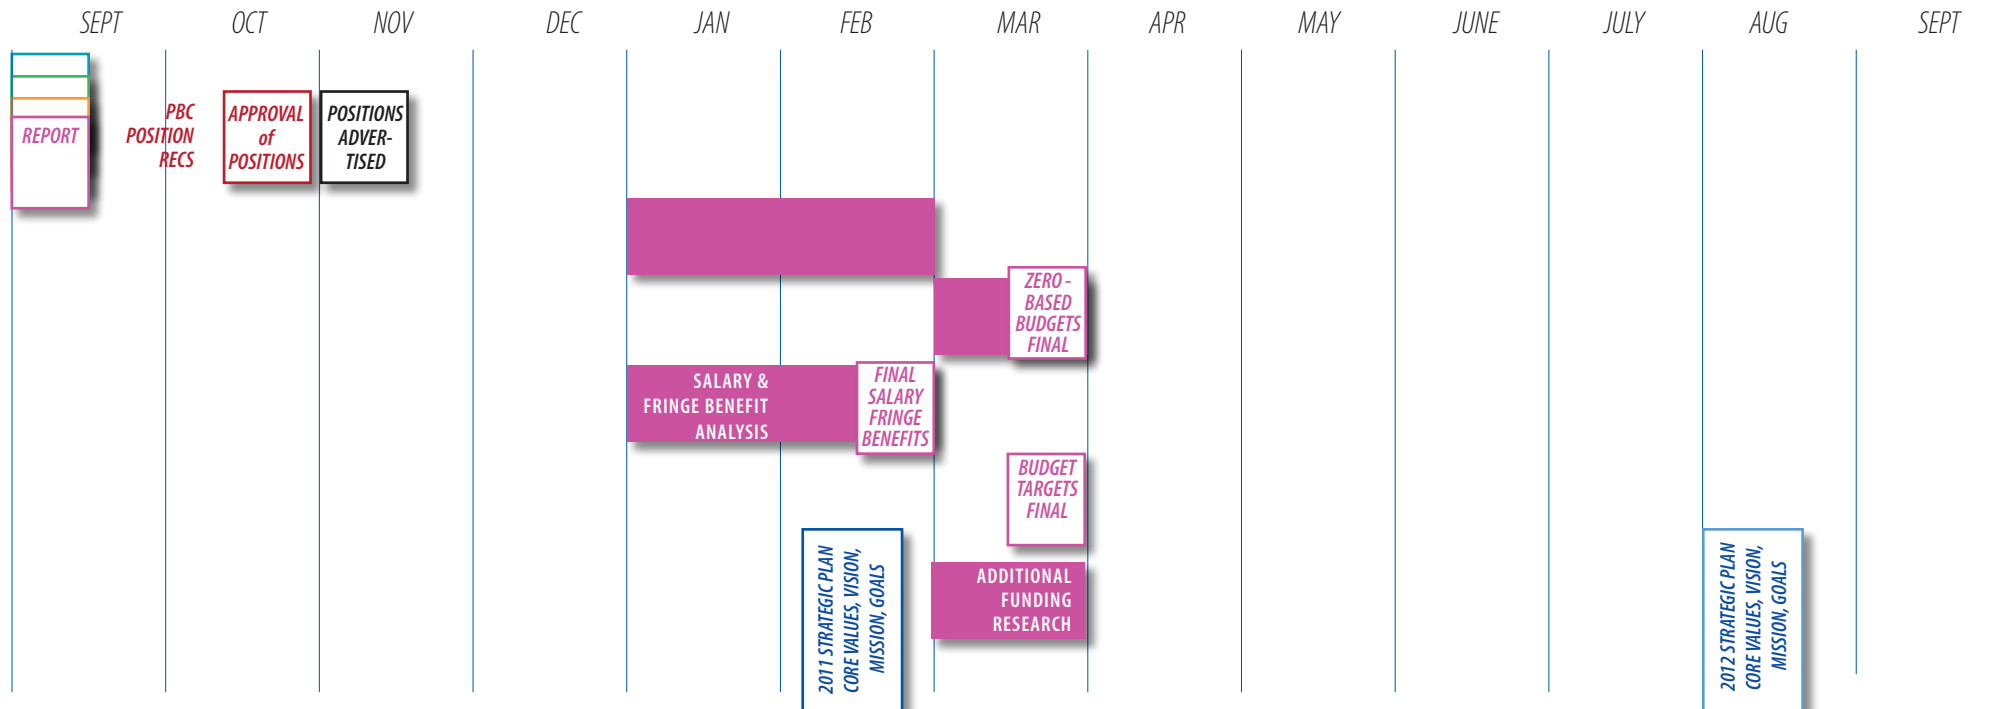 SEPT OCT NOV DEC JAN FEB MAR APR MAY JUNE JULY AUG SEPT
REPORT
PBC
POSITION
RECS
APPROVAL
of
POSITIONS
POSITIONS
ADVER-
TISED
ZERO -
BASED
BUDGETS
FINAL
SALARY &
FRINGE BENEFIT
ANALYSIS
FINAL
SALARY
FRINGE
BENEFITS
BUDGET
TARGETS
FINAL
ADDITIONAL
FUNDING
RESEARCH
2011 STRATEGIC PLAN
CORE VALUES, VISION,
MISSION, GOALS
2012 STRATEGIC PLAN
CORE VALUES, VISION,
MISSION, GOALS